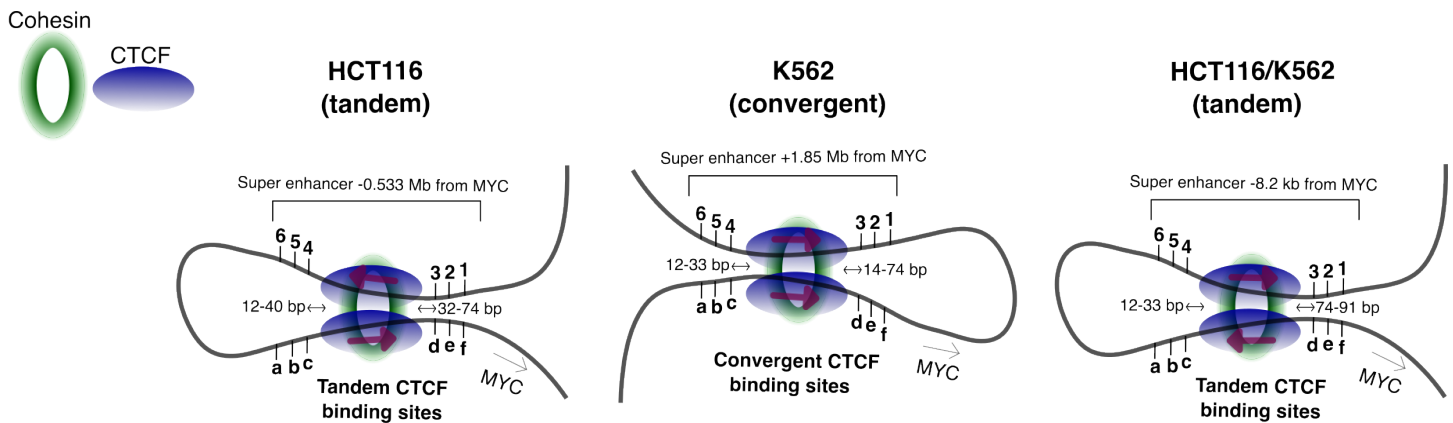 Cohesin
CTCF
HCT116
(tandem)
Super enhancer -0.533 Mb from MYC
6 5 4
3 2 1
12-40 bp↔
↔32-74 bp
a b c
d e f
MYC
Tandem CTCF
binding sites
K562
(convergent)
Super enhancer +1.85 Mb from MYC
6 5 4
3 2 1
12-33 bp↔
↔14-74 bp
a b c
d e f
MYC
Convergent CTCF
binding sites
HCT116/K562
(tandem)
Super enhancer -8.2 kb from MYC
6 5 4
3 2 1
12-33 bp↔
↔74-91 bp
a b c
d e f
MYC
Tandem CTCF
binding sites